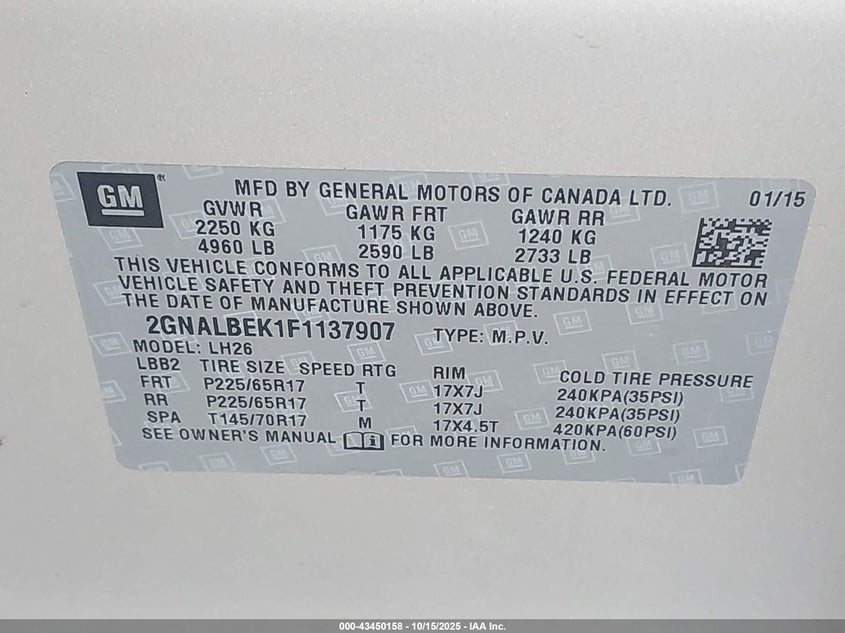 GM
MFD BY GENERAL MOTORS OF CANADA LTD. 01/15
GVWR GAWR FRT GAWR RR
2250 KG 1175 KG 1240 KG
4960 LB 2590 LB 2733 LB
THIS VEHICLE CONFORMS TO ALL APPLICABLE U.S. FEDERAL MOTOR
VEHICLE SAFETY AND THEFT PREVENTION STANDARDS IN EFFECT ON
THE DATE OF MANUFACTURE SHOWN ABOVE.
2GNALBEK1F1137907 TYPE: M.P.V.
MODEL: LH26
LBB2 TIRE SIZE SPEED RTG RIM COLD TIRE PRESSURE
FRT P225/65R17 T 17X7J 240KPA(35PSI)
RR P225/65R17 T 17X7J 240KPA(35PSI)
SPA T145/70R17 M 17X4.5T 420KPA(60PSI)
SEE OWNER'S MANUAL FOR MORE INFORMATION.
000-43450158 - 10/15/2025 - IAA Inc.